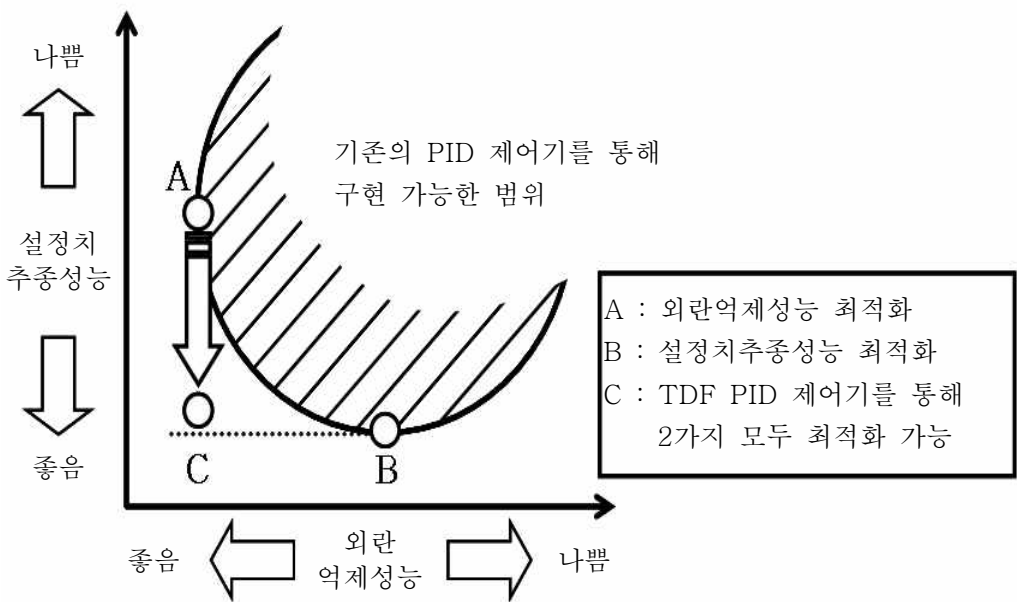 나쁨
설정치
추종성능
좋음
A
기존의 PID 제어기를 통해
구현 가능한 범위
C
B
A : 외란억제성능 최적화
B : 설정치추종성능 최적화
C : TDF PID 제어기를 통해
2가지 모두 최적화 가능
좋음
외란
억제성능
나쁨